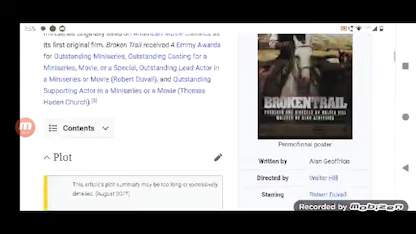 7:55
miniseries originally aired on American Movie Classics as
its first original film. Broken Trail received 4 Emmy Awards
for Outstanding Miniseries, Outstanding Casting for a
Miniseries, Movie, or a Special, Outstanding Lead Actor in
a Miniseries or Movie (Robert Duvall), and Outstanding
Supporting Actor in a Miniseries or a Movie (Thomas
Haden Church).
Contents
Plot
This article's plot summary may be too long or excessively
detailed. (August 2017)
BROKEN TRAIL
Promotional poster
Written by Alan Geoffrion
Directed by Walter Hill
Starring Robert Duvall
Recorded by Mobizen